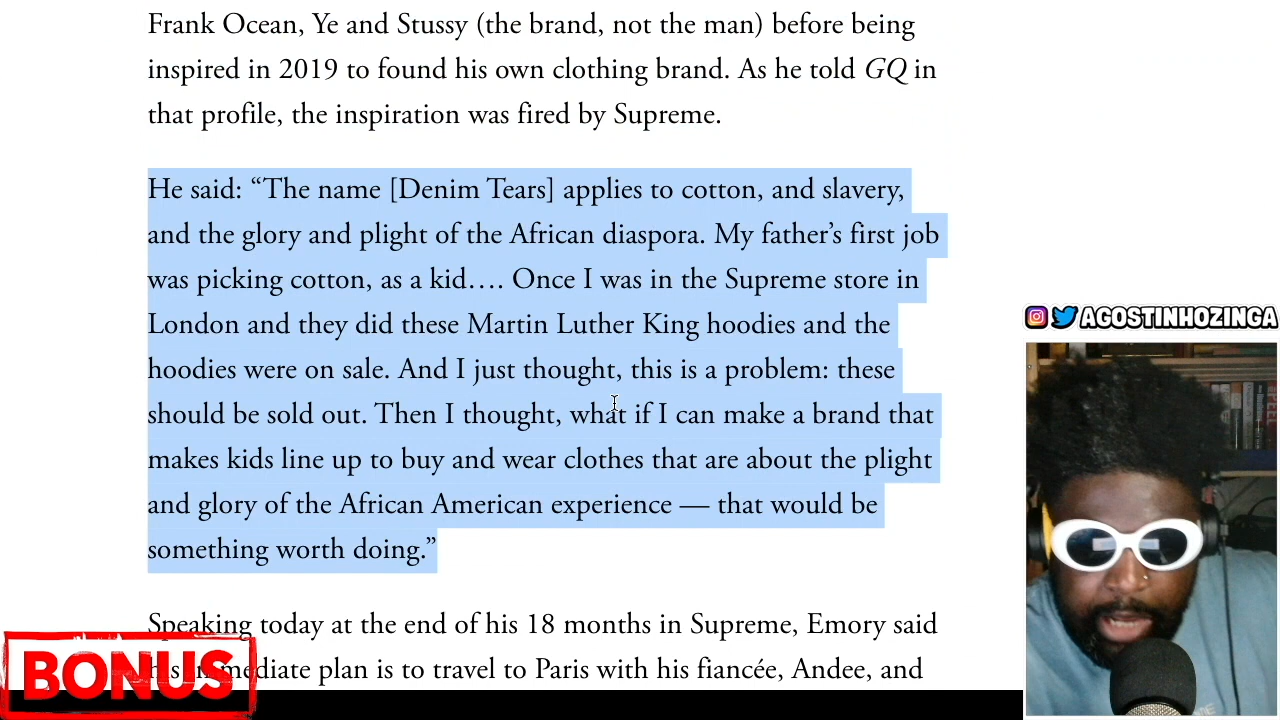 Frank Ocean, Ye and Stussy (the brand, not the man) before being
inspired in 2019 to found his own clothing brand. As he told GQ in
that profile, the inspiration was fired by Supreme.
He said: “The name [Denim Tears] applies to cotton, and slavery,
and the glory and plight of the African diaspora. My father’s first job
was picking cotton, as a kid…. Once I was in the Supreme store in
London and they did these Martin Luther King hoodies and the
hoodies were on sale. And I just thought, this is a problem: these
should be sold out. Then I thought, what if I can make a brand that
makes kids line up to buy and wear clothes that are about the plight
and glory of the African American experience — that would be
something worth doing.”
Speaking today at the end of his 18 months in Supreme, Emory said
plan is to travel to Paris with his fiancée, Andee, and
BONUS
AGOSTINHOZINGA